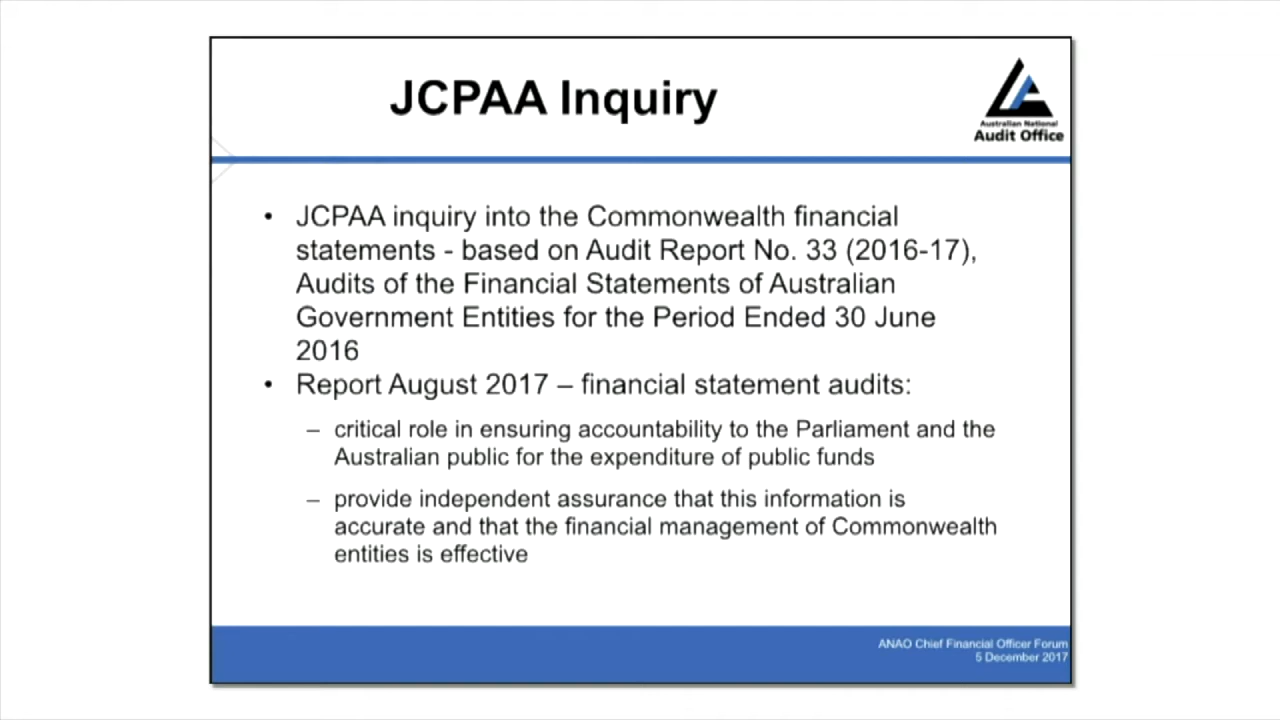 JCPAA Inquiry
Australian National
Audit Office
• JCPAA inquiry into the Commonwealth financial
statements - based on Audit Report No. 33 (2016-17),
Audits of the Financial Statements of Australian
Government Entities for the Period Ended 30 June
2016
• Report August 2017 – financial statement audits:
– critical role in ensuring accountability to the Parliament and the
Australian public for the expenditure of public funds
– provide independent assurance that this information is
accurate and that the financial management of Commonwealth
entities is effective
ANAO Chief Financial Officer Forum
5 December 2017